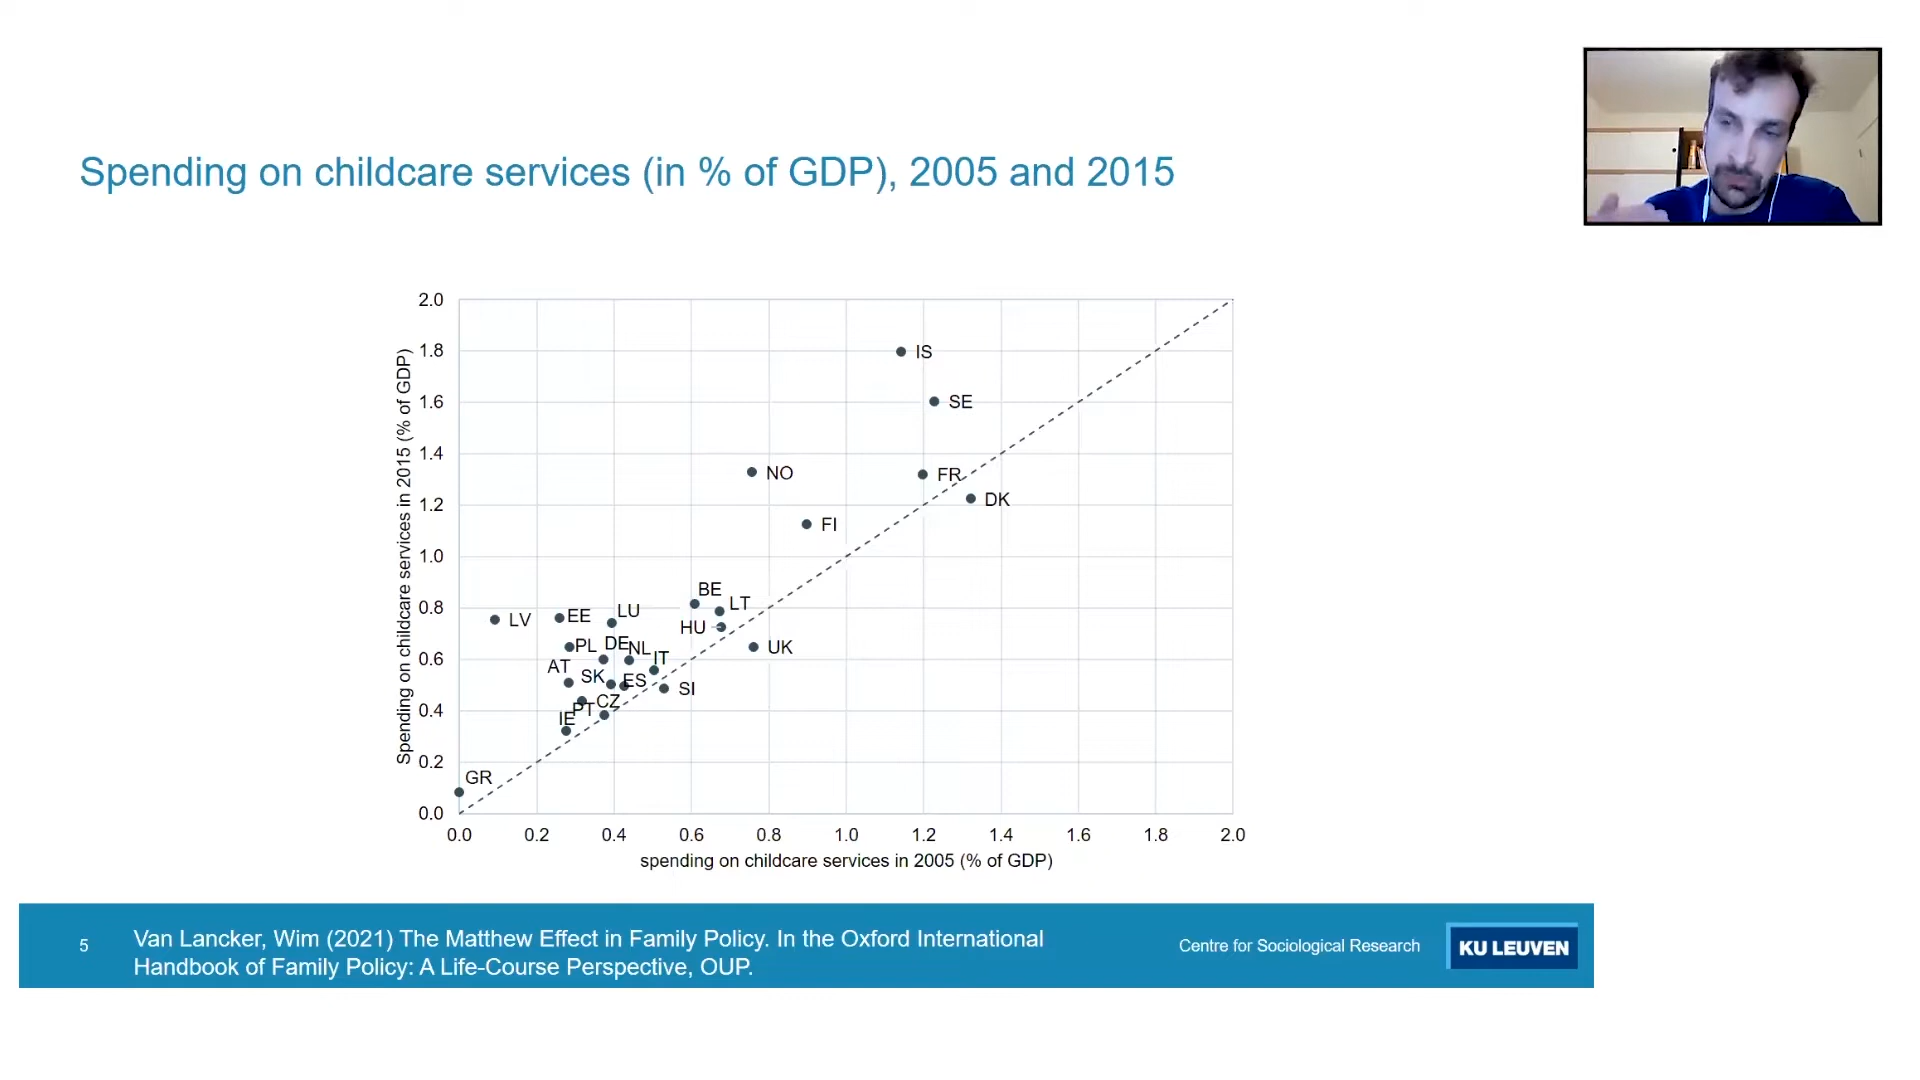 Spending on childcare services (in % of GDP), 2005 and 2015
Spending on childcare services in 2015 (% of GDP)
2.0
1.8
1.6
1.4
1.2
1.0
0.8
0.6
0.4
0.2
0.0
IS
SE
NO
FR
DK
FI
BE
LT
LV
EE
LU
HU
UK
PL
DE
NL
IT
AT
SK
ES
SI
CZ
PT
IE
GR
0.0 0.2 0.4 0.6 0.8 1.0 1.2 1.4 1.6 1.8 2.0
spending on childcare services in 2005 (% of GDP)
5
Van Lancker, Wim (2021) The Matthew Effect in Family Policy. In the Oxford International
Handbook of Family Policy: A Life-Course Perspective, OUP.
Centre for Sociological Research
KU LEUVEN